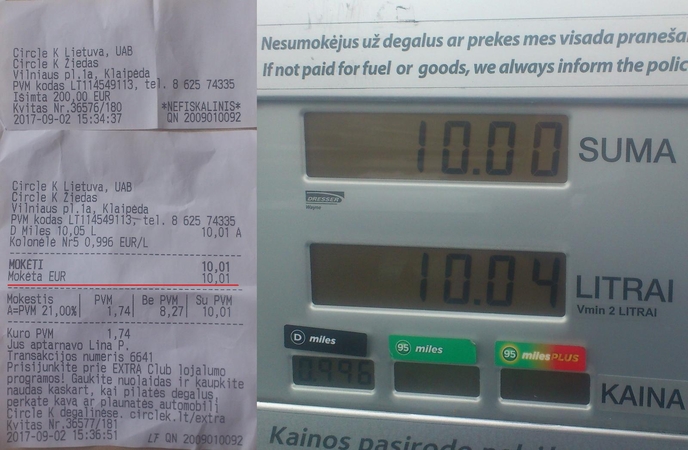 Circle K Lietuva, UAB
Circle K Žiedas
Vilniaus pl.1a, Klaipėda
PVM kodas LT114549113, tel. 8 625 74335
Išimta 200,00 EUR
Kvitas Nr.36576/180 *NEFISKALINIS*
2017-09-02 15:34:37 QN 2009010092
Circle K Lietuva, UAB
Circle K Žiedas
Vilniaus pl.1a, Klaipėda
PVM kodas LT114549113, tel. 8 625 74335
D Miles 10,05 L 10,01 A
Kolonėlė Nr5 0,996 EUR/L
MOKĖTI 10,01
Mokėta EUR 10,01
Mokestis | PVM | Be PVM | Su PVM
A=PVM 21,00% 1,74 8,27 10,01
Kuro PVM 1,74
Jus aptarnavo Lina P.
Transakcijos numeris 6641
Prisijunkite prie EXTRA Club lojalumo
programos! Gaukite nuolaidas ir kaupkite
naudas kaskart, kai pilatės degalus,
perkate kavą ar plaunatės automobilį
Circle K degalinėse. circlek.lt/extra
Kvitas Nr.36577/181
2017-09-02 15:36:51 LT QN 2009010092
Nesumokėjus už degalus ar prekes mes visada praneša
If not paid for fuel or goods, we always inform the polic
10.00 SUMA
DRESSER
Wayne
10.04 LITRAI
Vmin 2 LITRAI
D miles 95 miles 95 milesPLUS
0.996 KAINA
Kainos pasirodo